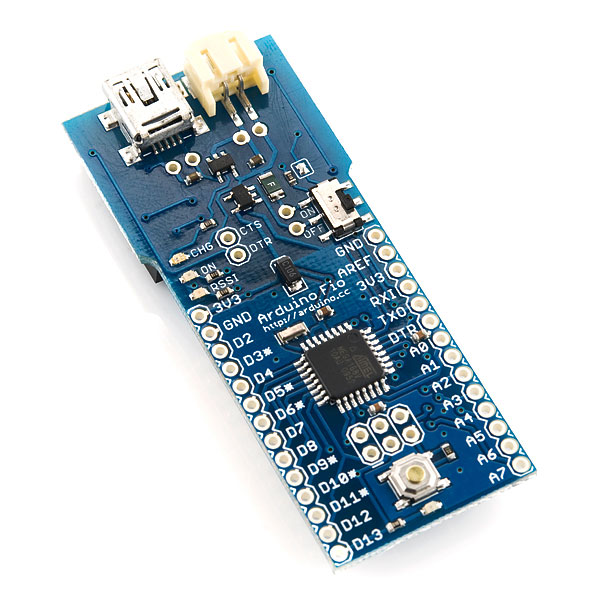 CTS
DTR
ON
OFF
CHG
ON
RSSI
Arduino Fio
http://arduino.cc
3V3
GND
D2
D3*
D4
D5*
D6*
D7
D8
D9*
D10*
D11*
D12
D13
GND
AREF
3V3
RXI
TXO
DTR
A0
A1
A2
A3
A4
A5
A6
A7